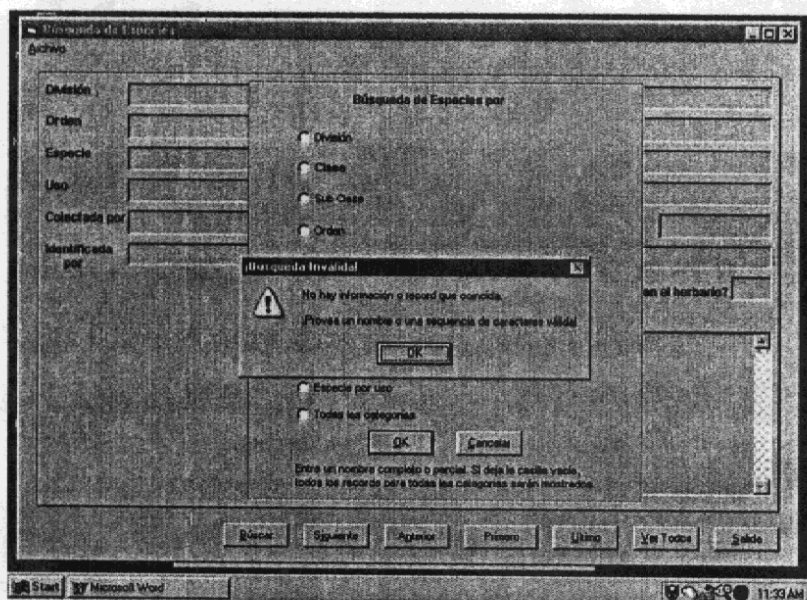 Búsqueda de Especies
Archivo
División
Orden
Especie
Uso
Colectada por
Identificada por
Búsqueda de Especies por
División
Clase
Sub Clase
Orden
en el herbario?
¡Búsqueda Invalida!
No hay información o record que coincida.
¡Provea un nombre o una sequencia de caracteres válida!
OK
Especie por uso
Todas las categorías
OK
Cancelar
Entre un nombre completo o parcial. Si deja la casilla vacía,
todos los records para todas las categorías serán mostrados.
Búscar
Siguiente
Anterior
Primero
Ultimo
Ver Todos
Salida
Start
Microsoft Word
11:33 AM